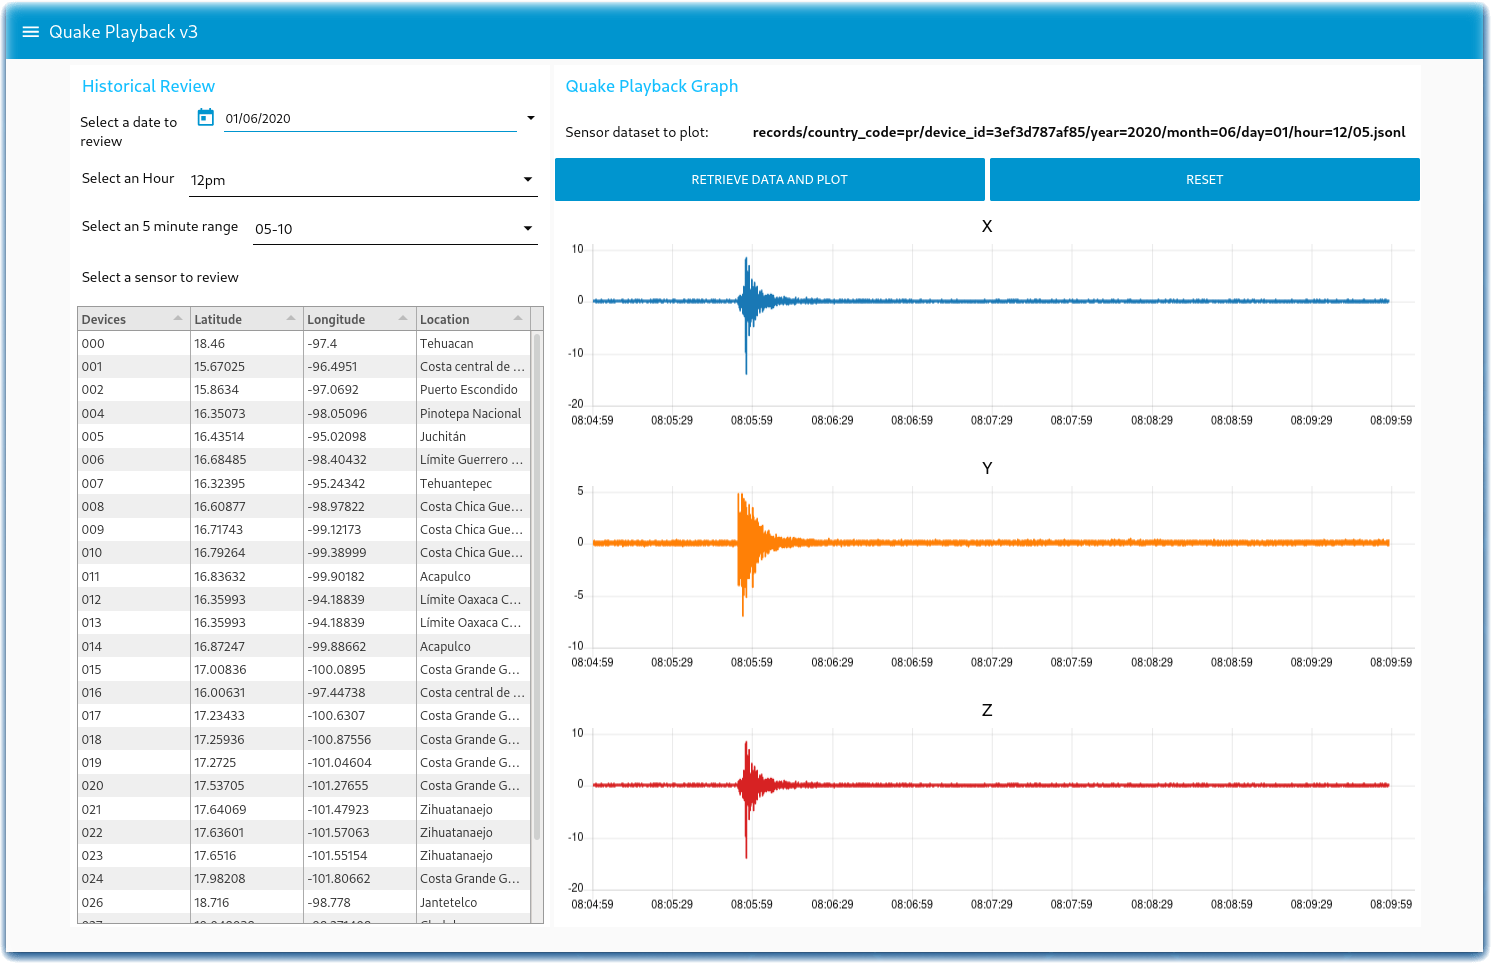 Quake Playback v3
Historical Review
Select a date to
review
01/06/2020
Select an Hour
12pm
Select an 5 minute range
05-10
Select a sensor to review
Devices Latitude Longitude Location
000 18.46 -97.4 Tehuacan
001 15.67025 -96.4951 Costa central de ...
002 15.8634 -97.0692 Puerto Escondido
004 16.35073 -98.05096 Pinotepa Nacional
005 16.43514 -95.02098 Juchitán
006 16.68485 -98.40432 Límite Guerrero ...
007 16.32395 -95.24342 Tehuantepec
008 16.60877 -98.97822 Costa Chica Gue...
009 16.71743 -99.12173 Costa Chica Gue...
010 16.79264 -99.38999 Costa Chica Gue...
011 16.83632 -99.90182 Acapulco
012 16.35993 -94.18839 Límite Oaxaca C...
013 16.35993 -94.18839 Límite Oaxaca C...
014 16.87247 -99.88662 Acapulco
015 17.00836 -100.0895 Costa Grande G...
016 16.00631 -97.44738 Costa central de ...
017 17.23433 -100.6307 Costa Grande G...
018 17.25936 -100.87556 Costa Grande G...
019 17.2725 -101.04604 Costa Grande G...
020 17.53705 -101.27655 Costa Grande G...
021 17.64069 -101.47923 Zihuatanaejo
022 17.63601 -101.57063 Zihuatanaejo
023 17.6516 -101.55154 Zihuatanaejo
024 17.98208 -101.80662 Costa Grande G...
026 18.716 -98.778 Jantetelco
Quake Playback Graph
Sensor dataset to plot: records/country_code=pr/device_id=3ef3d787af85/year=2020/month=06/day=01/hour=12/05.jsonl
RETRIEVE DATA AND PLOT RESET
X
10
0
-10
-20
08:04:59 08:05:29 08:05:59 08:06:29 08:06:59 08:07:29 08:07:59 08:08:29 08:08:59 08:09:29 08:09:59
Y
5
0
-5
-10
08:04:59 08:05:29 08:05:59 08:06:29 08:06:59 08:07:29 08:07:59 08:08:29 08:08:59 08:09:29 08:09:59
Z
10
0
-10
-20
08:04:59 08:05:29 08:05:59 08:06:29 08:06:59 08:07:29 08:07:59 08:08:29 08:08:59 08:09:29 08:09:59